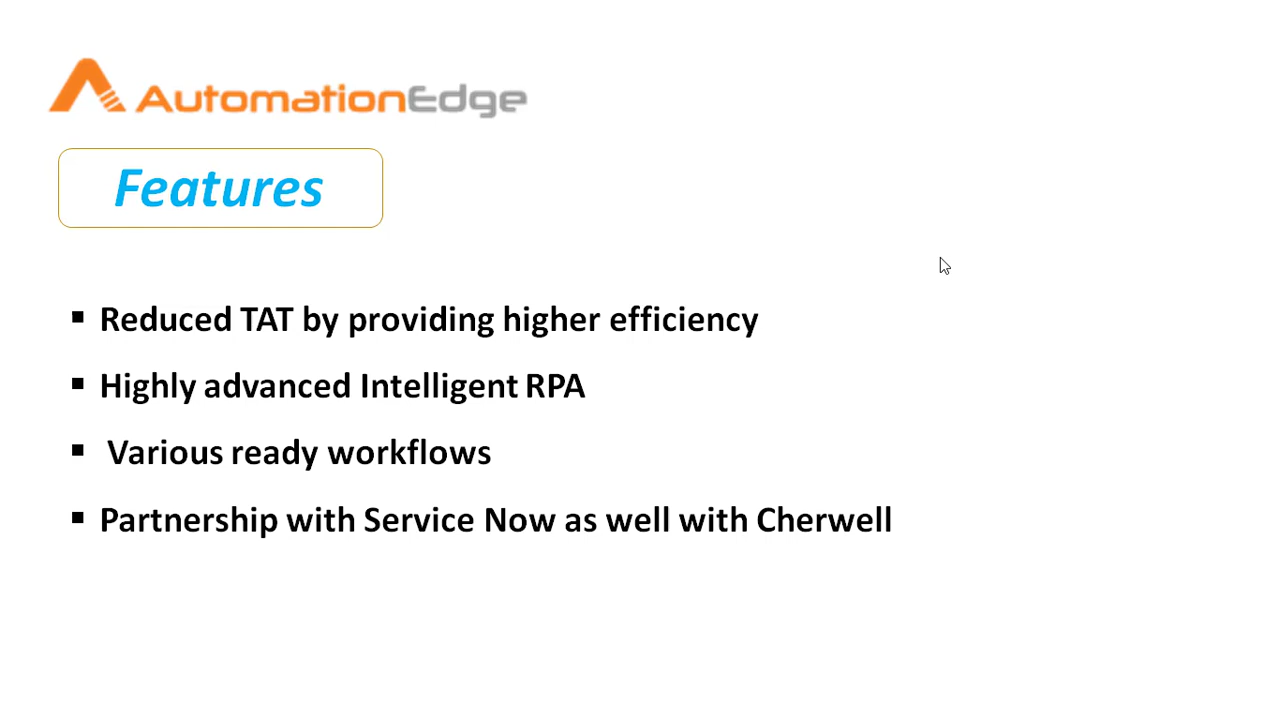 AutomationEdge
Features
▪ Reduced TAT by providing higher efficiency
▪ Highly advanced Intelligent RPA
▪ Various ready workflows
▪ Partnership with Service Now as well with Cherwell